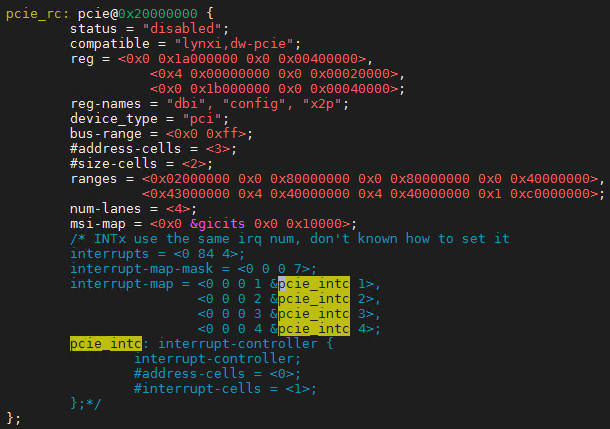 pcie_rc: pcie@0x20000000 {
status = "disabled";
compatible = "lynxi,dw-pcie";
reg = <0x0 0x1a000000 0x0 0x00400000>,
<0x4 0x00000000 0x0 0x00020000>,
<0x0 0x1b000000 0x0 0x00040000>;
reg-names = "dbi", "config", "x2p";
device_type = "pci";
bus-range = <0x0 0xff>;
#address-cells = <3>;
#size-cells = <2>;
ranges = <0x02000000 0x0 0x80000000 0x0 0x80000000 0x0 0x40000000>,
<0x43000000 0x4 0x40000000 0x4 0x40000000 0x1 0xc0000000>;
num-lanes = <4>;
msi-map = <0x0 &gicits 0x0 0x10000>;
/* INTx use the same irq num, don't known how to set it
interrupts = <0 84 4>;
interrupt-map-mask = <0 0 0 7>;
interrupt-map = <0 0 0 1 &pcie_intc 1>,
<0 0 0 2 &pcie_intc 2>,
<0 0 0 3 &pcie_intc 3>,
<0 0 0 4 &pcie_intc 4>;
pcie_intc: interrupt-controller {
interrupt-controller;
#address-cells = <0>;
#interrupt-cells = <1>;
};*/
};